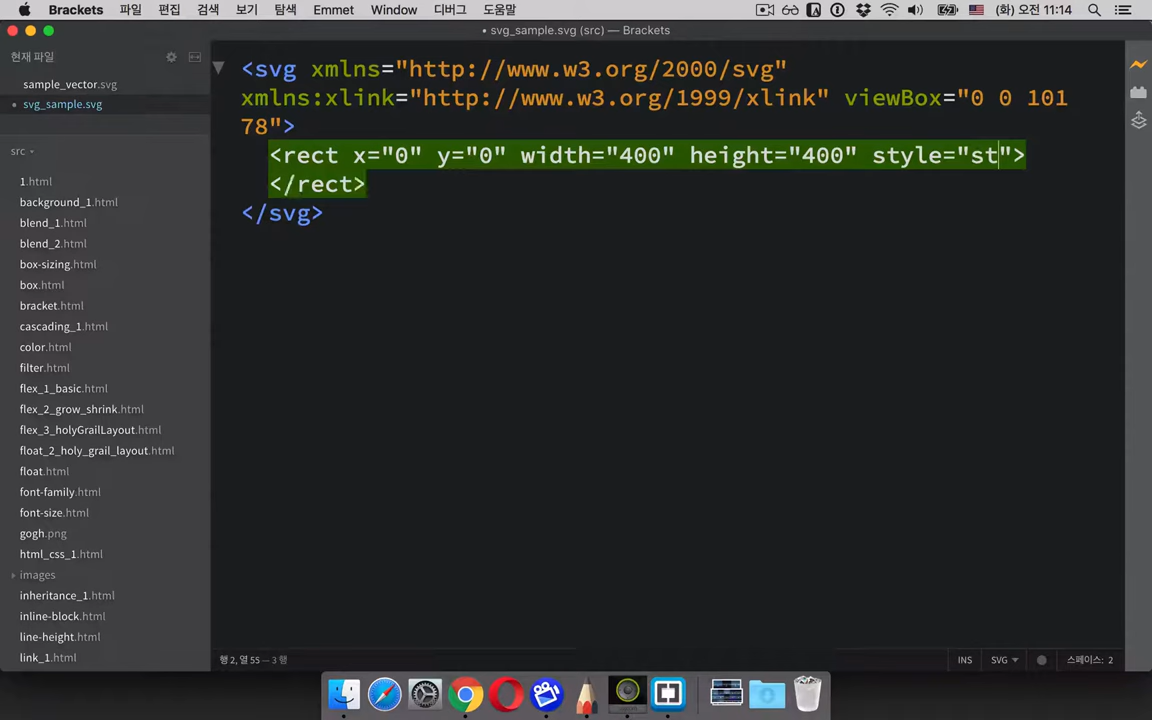 Brackets 파일 편집 검색 보기 탐색 Emmet Window 디버그 도움말 (화) 오전 11:14
• svg_sample.svg (src) — Brackets
현재 파일
sample_vector.svg
• svg_sample.svg
src
1.html
background_1.html
blend_1.html
blend_2.html
box-sizing.html
box.html
bracket.html
cascading_1.html
color.html
filter.html
flex_1_basic.html
flex_2_grow_shrink.html
flex_3_holyGrailLayout.html
float_2_holy_grail_layout.html
float.html
font-family.html
font-size.html
gogh.png
html_css_1.html
images
inheritance_1.html
inline-block.html
line-height.html
link_1.html
<svg xmlns="http://www.w3.org/2000/svg"
xmlns:xlink="http://www.w3.org/1999/xlink" viewBox="0 0 101
78">
<rect x="0" y="0" width="400" height="400" style="st">
</rect>
</svg>
행 2, 열 55 — 3 행
INS SVG 스페이스: 2